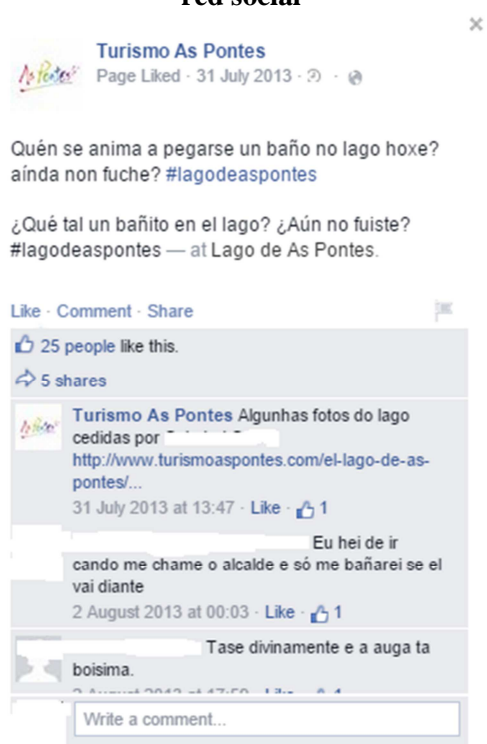 red social
×
Turismo As Pontes
As Pontes
Page Liked · 31 July 2013 ·
Quén se anima a pegarse un baño no lago hoxe?
aínda non fuche? #lagodeaspontes
¿Qué tal un bañito en el lago? ¿Aún no fuiste?
#lagodeaspontes — at Lago de As Pontes.
Like · Comment · Share
25 people like this.
5 shares
Turismo As Pontes Algunhas fotos do lago
cedidas por
http://www.turismoaspontes.com/el-lago-de-as-
pontes/...
31 July 2013 at 13:47 · Like · 1
Eu hei de ir
cando me chame o alcalde e só me bañarei se el
vai diante
2 August 2013 at 00:03 · Like · 1
Tase divinamente e a auga ta
boisima.
Write a comment...